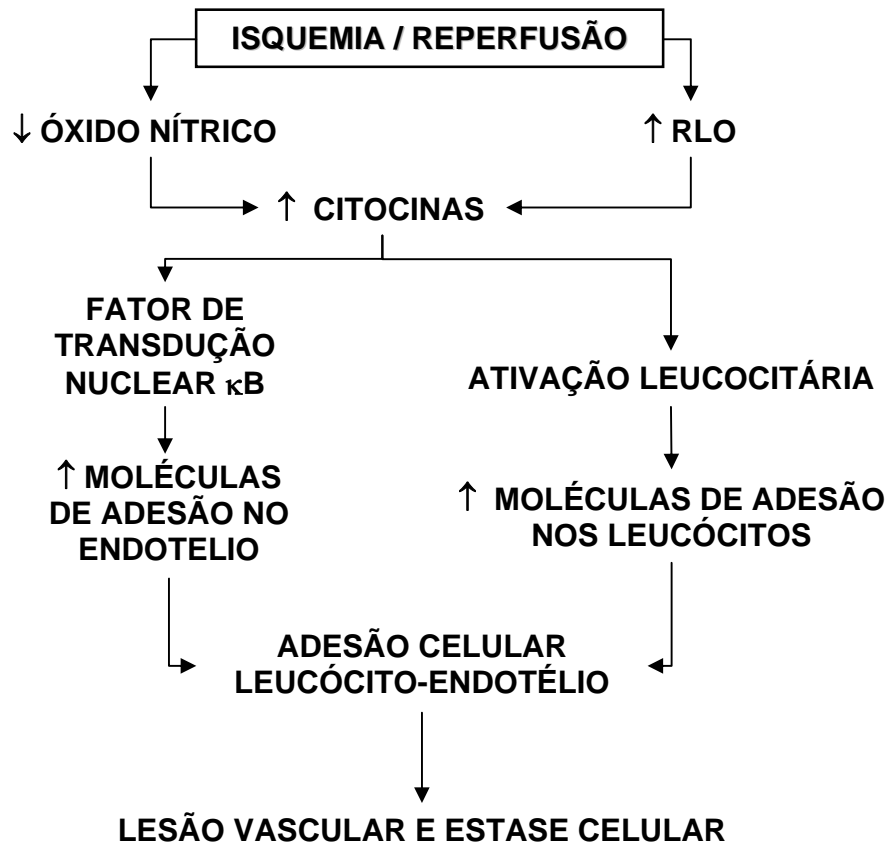 ISQUEMIA / REPERFUSÃO
↓ ÓXIDO NÍTRICO
↑ RLO
↑ CITOCINAS
FATOR DE
TRANSDUÇÃO
NUCLEAR κB
ATIVAÇÃO LEUCOCITÁRIA
↑ MOLÉCULAS
DE ADESÃO NO
ENDOTELIO
↑ MOLÉCULAS DE ADESÃO
NOS LEUCÓCITOS
ADESÃO CELULAR
LEUCÓCITO-ENDOTÉLIO
LESÃO VASCULAR E ESTASE CELULAR